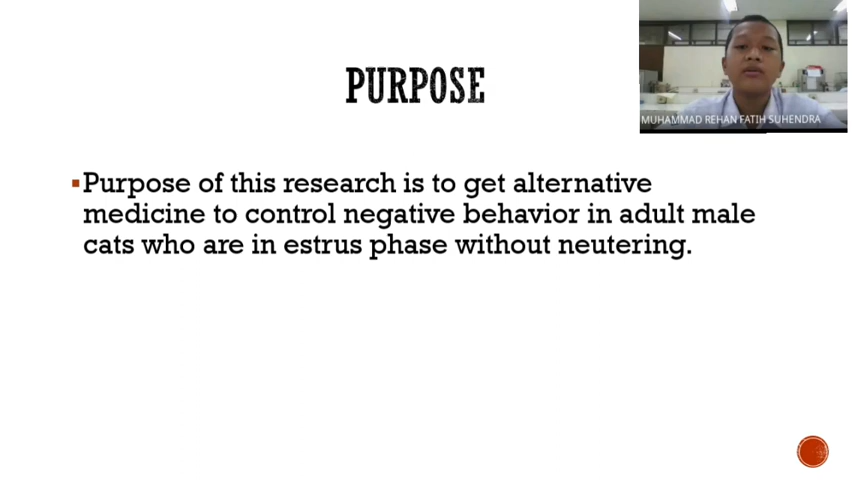 PURPOSE
MUHAMMAD REHAN FATIH SUHENDRA
Purpose of this research is to get alternative
medicine to control negative behavior in adult male
cats who are in estrus phase without neutering.